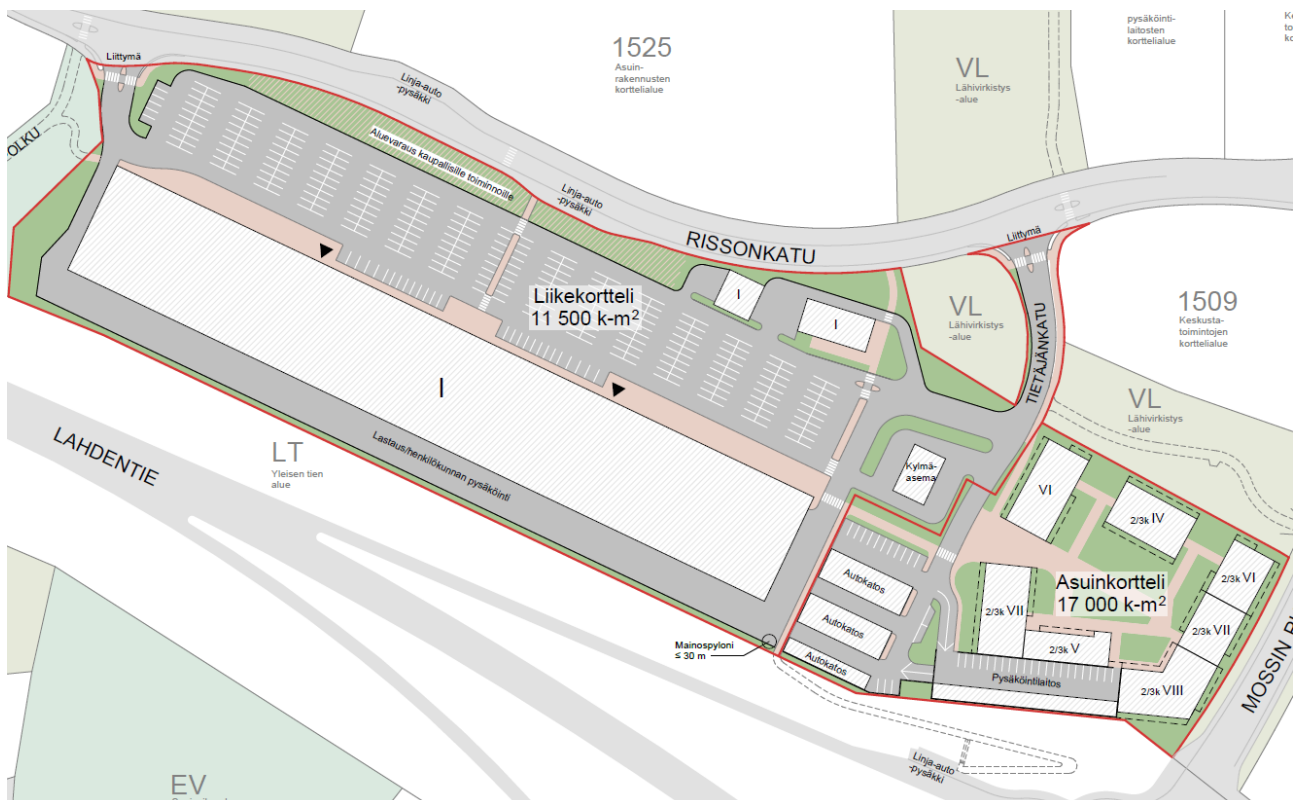 pysäköinti-
laitosten
korttelialue
1525
Asuin-
rakennusten
korttelialue
VL
Lähivirkistys
-alue
Liittymä
Linja-auto
-pysäkki
Aluevaraus kaupallisille toiminnoille
Linja-auto
-pysäkki
RISSONKATU
Liittymä
OLKU
Liikekortteli
11 500 k-m²
I
I
VL
Lähivirkistys
-alue
TIETÄJÄNKATU
1509
Keskusta-
toimintojen
korttelialue
VL
Lähivirkistys
-alue
I
Lastaus/henkilökunnan pysäköinti
LAHDENTIE
LT
Yleisen tien
alue
Kylmä-
asema
VI
2/3k IV
2/3k VI
Asuinkortteli
17 000 k-m²
2/3k VII
2/3k VII
2/3k V
2/3k VIII
Autokatos
Autokatos
Autokatos
Pysäköintilaitos
Mainospyloni
≤ 30 m
MOSSIN
Linja-auto
-pysäkki
EV